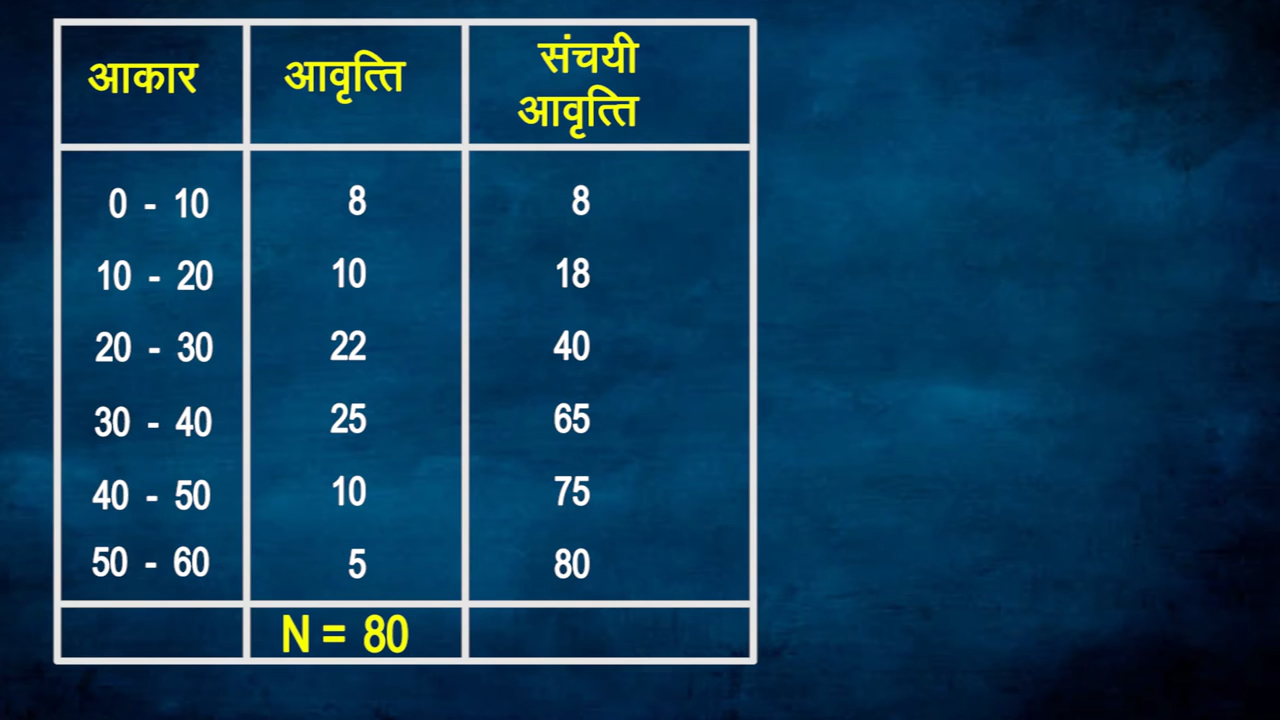 आकार आवृत्ति संचयी
आवृत्ति
0 - 10 8 8
10 - 20 10 18
20 - 30 22 40
30 - 40 25 65
40 - 50 10 75
50 - 60 5 80
N = 80